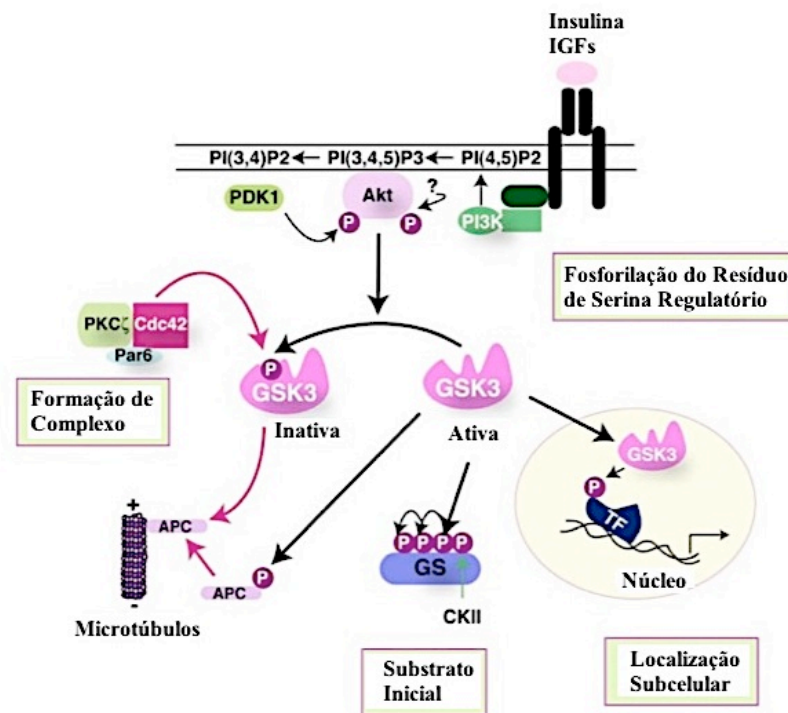 Insulina
IGFs
PI(3,4)P2 PI(3,4,5)P3 PI(4,5)P2
PDK1
Akt
?
P
P
PI3K
Fosforilação do Resíduo
de Serina Regulatório
PKCζ Cdc42
Par6
Formação de
Complexo
P
GSK3
Inativa
GSK3
Ativa
GSK3
P
TF
Núcleo
+
APC
-
Microtúbulos
APC
P
P P P P
GS
CKII
Substrato
Inicial
Localização
Subcelular